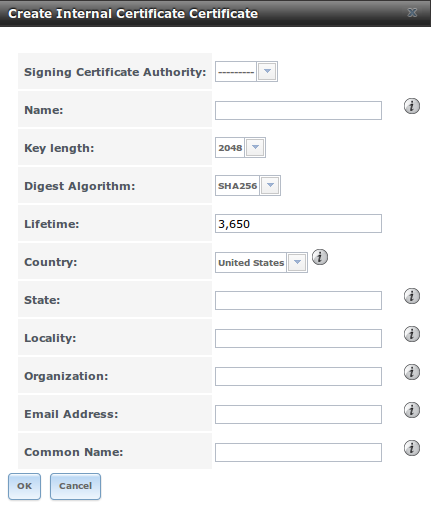 Create Internal Certificate Certificate
Signing Certificate Authority: ---------
Name:
Key length: 2048
Digest Algorithm: SHA256
Lifetime: 3,650
Country: United States
State:
Locality:
Organization:
Email Address:
Common Name:
OK Cancel